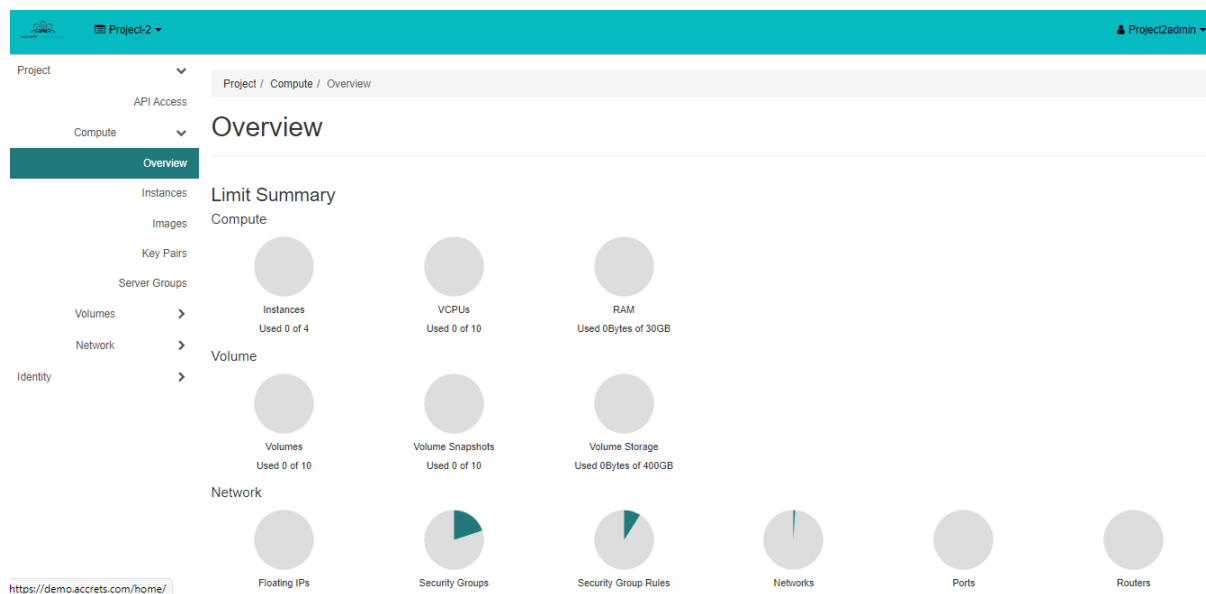 Project-2
Project2admin
Project
API Access
Compute
Overview
Instances
Images
Key Pairs
Server Groups
Volumes
Network
Identity
Project / Compute / Overview
Overview
Limit Summary
Compute
Instances
Used 0 of 4
VCPUs
Used 0 of 10
RAM
Used 0Bytes of 30GB
Volume
Volumes
Used 0 of 10
Volume Snapshots
Used 0 of 10
Volume Storage
Used 0Bytes of 400GB
Network
Floating IPs
Security Groups
Security Group Rules
Networks
Ports
Routers
https://demo.accrets.com/home/